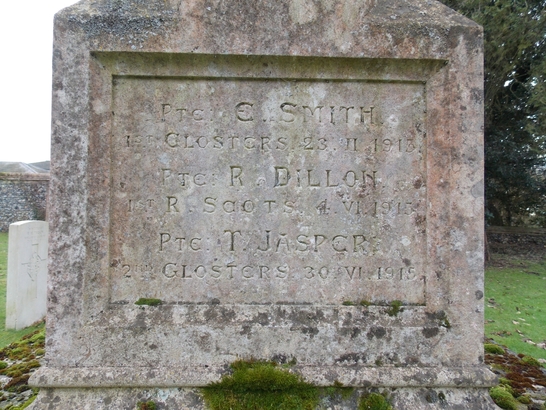 Pte. E. SMITH.
1ST GLOSTERS. 23. II. 1915.
Pte. R. DILLON.
1ST R. SCOTS. 4. VI. 1915.
Pte. T. JASPER.
2ND GLOSTERS. 30. VI. 1915.